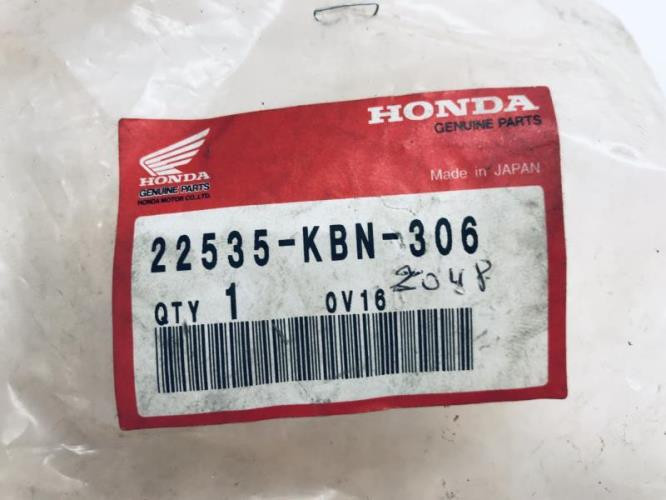 HONDA
GENUINE PARTS
Made in JAPAN
HONDA
GENUINE PARTS
HONDA MOTOR CO., LTD.
22535-KBN-306
QTY 1 0V16